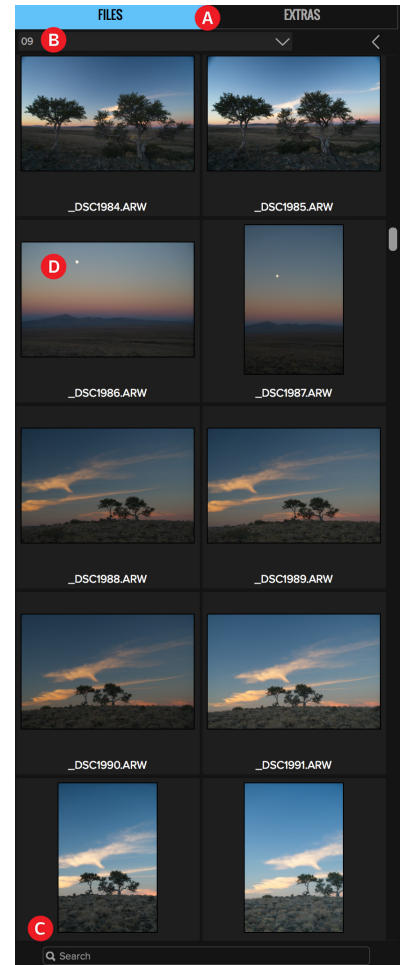 FILES
A
EXTRAS
09
B
_DSC1984.ARW
_DSC1985.ARW
D
_DSC1986.ARW
_DSC1987.ARW
_DSC1988.ARW
_DSC1989.ARW
_DSC1990.ARW
_DSC1991.ARW
C
Search